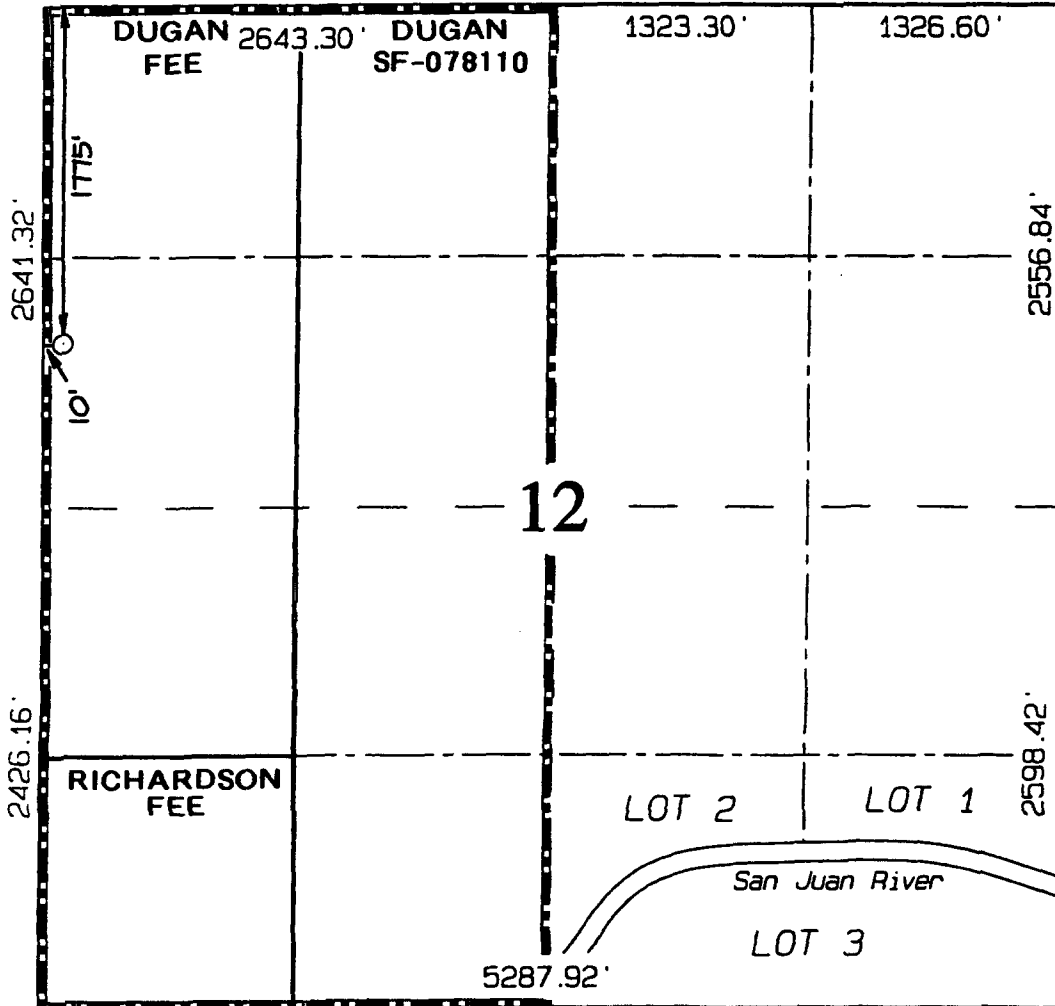 DUGAN
FEE
2643.30'
DUGAN
SF-078110
1323.30'
1326.60'
1775'
2641.32'
2556.84'
10'
12
2426.16'
RICHARDSON
FEE
LOT 2
LOT 1
2598.42'
San Juan River
LOT 3
5287.92'